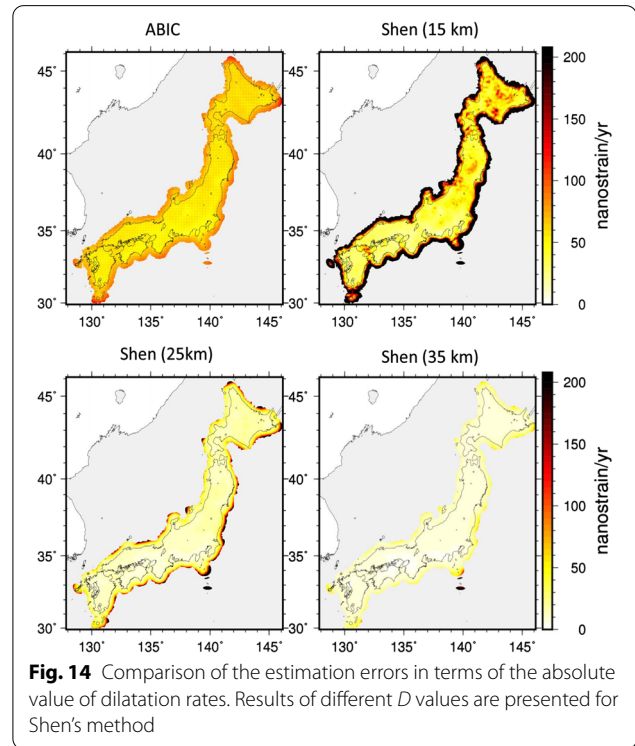 ABIC
Shen (15 km)
45˚
40˚
35˚
30˚
130˚ 135˚ 140˚ 145˚
45˚
40˚
35˚
30˚
130˚ 135˚ 140˚ 145˚
200
150
100
50
0
nanostrain/yr
Shen (25km)
Shen (35 km)
45˚
40˚
35˚
30˚
130˚ 135˚ 140˚ 145˚
45˚
40˚
35˚
30˚
130˚ 135˚ 140˚ 145˚
200
150
100
50
0
nanostrain/yr
Fig. 14 Comparison of the estimation errors in terms of the absolute
value of dilatation rates. Results of different D values are presented for
Shen's method